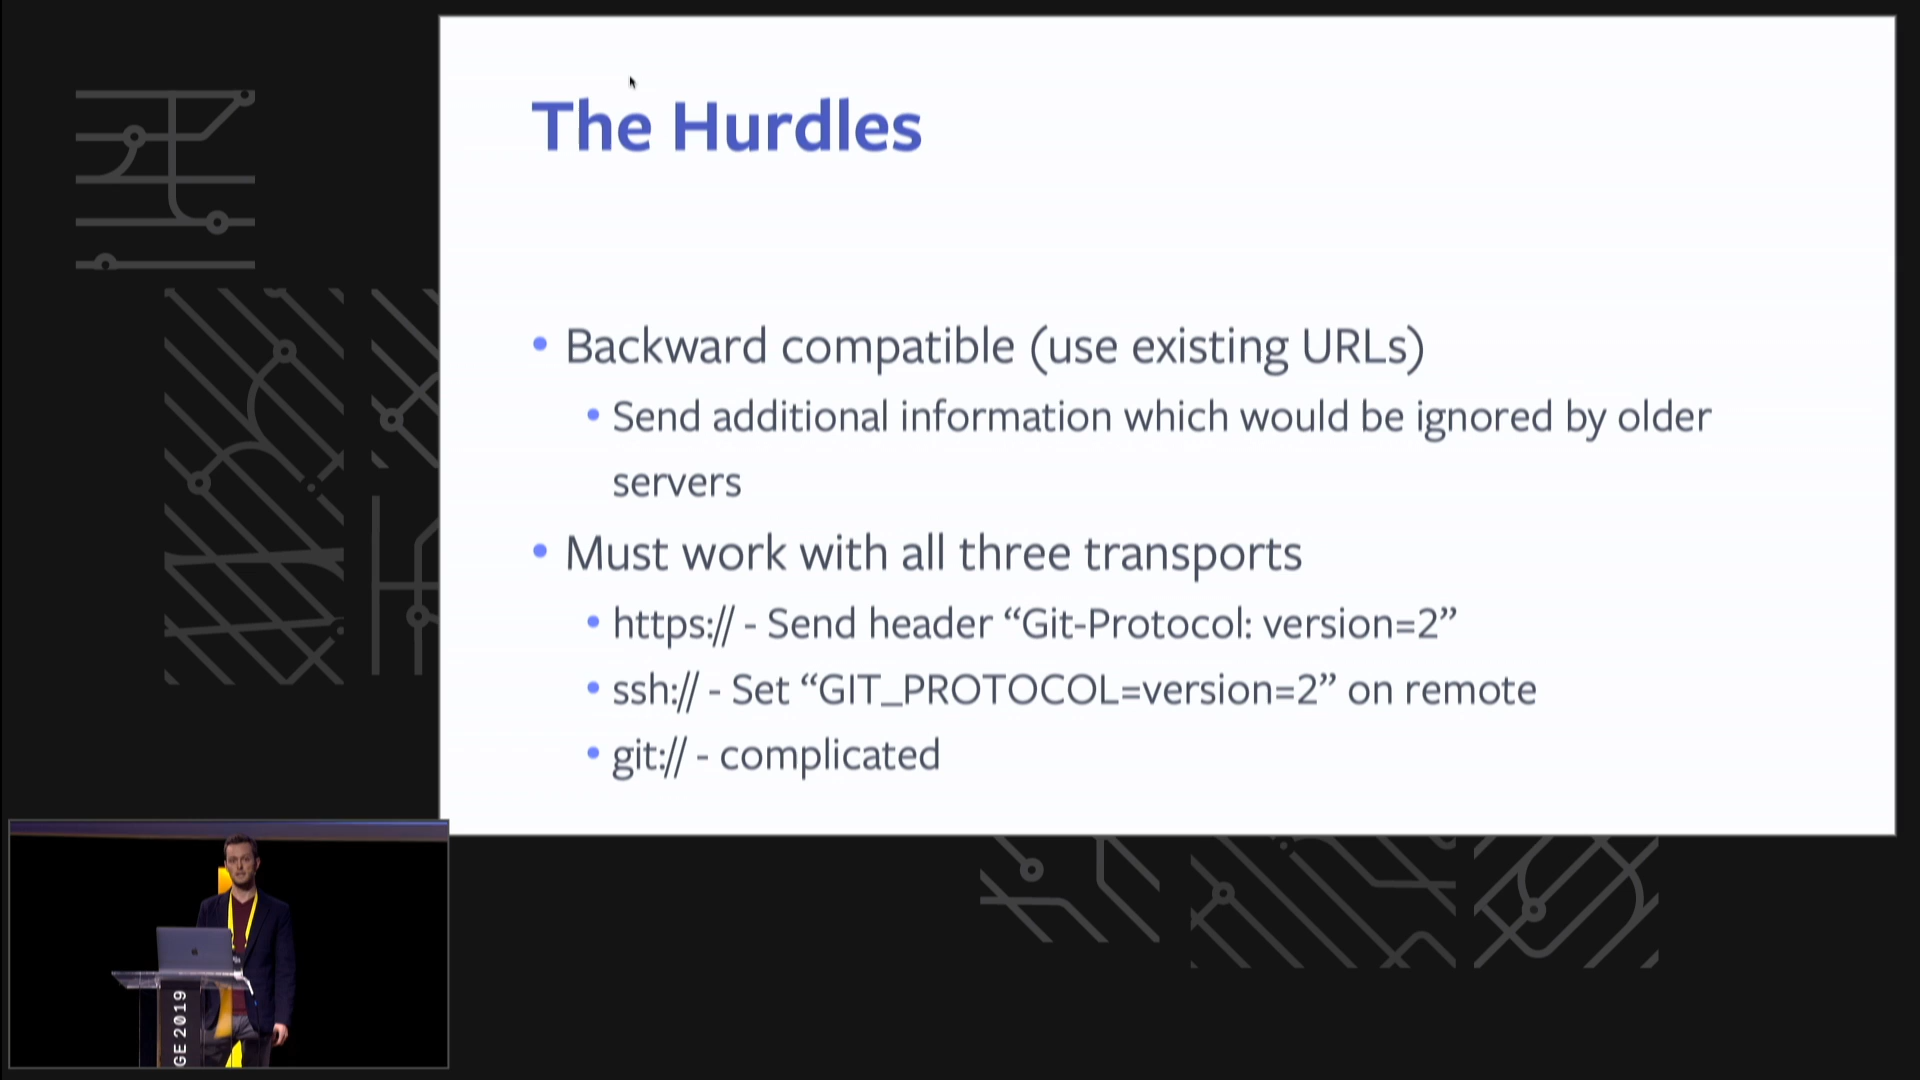 The Hurdles
• Backward compatible (use existing URLs)
• Send additional information which would be ignored by older
servers
• Must work with all three transports
• https:// - Send header “Git-Protocol: version=2”
• ssh:// - Set “GIT_PROTOCOL=version=2” on remote
• git:// - complicated
GE 2019